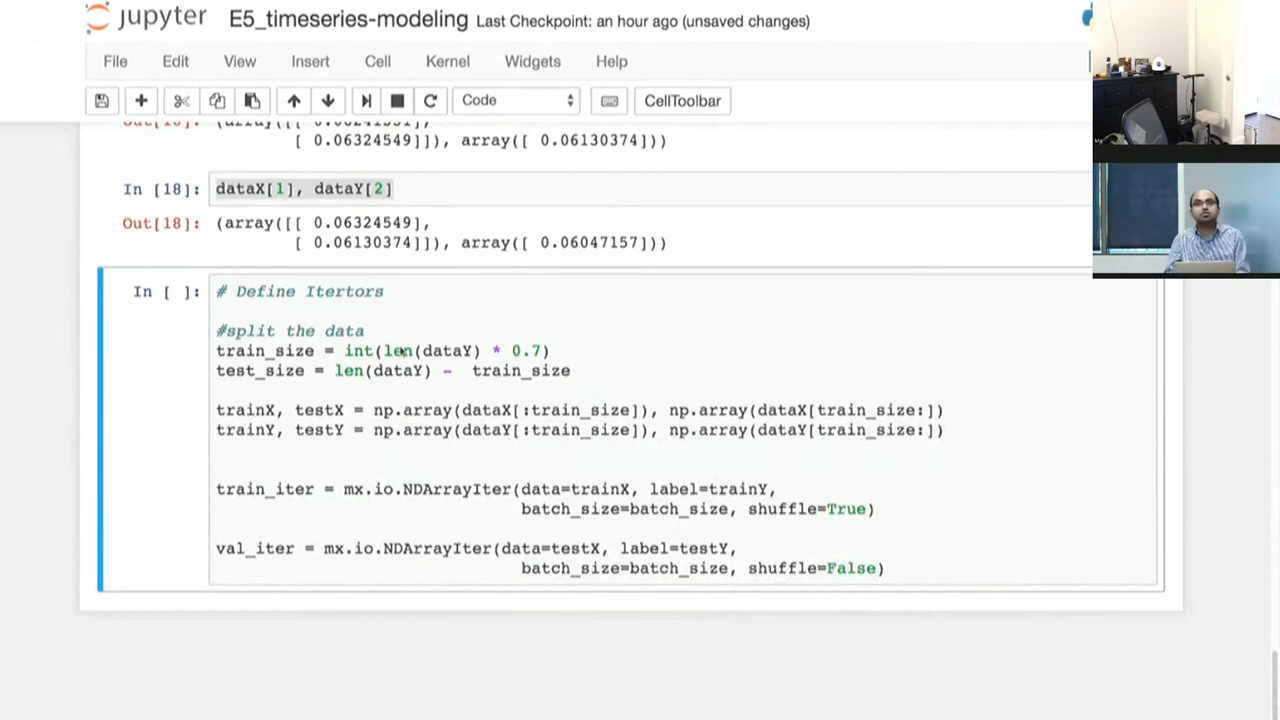 jupyter E5_timeseries-modeling Last Checkpoint: an hour ago (unsaved changes)
File Edit View Insert Cell Kernel Widgets Help
Code CellToolbar
[ 0.06324549]]), array([ 0.06130374]))
In [18]: dataX[1], dataY[2]
Out[18]: (array([[ 0.06324549],
[ 0.06130374]]), array([ 0.06047157]))
In [ ]: # Define Itertors
#split the data
train_size = int(len(dataY) * 0.7)
test_size = len(dataY) - train_size
trainX, testX = np.array(dataX[:train_size]), np.array(dataX[train_size:])
trainY, testY = np.array(dataY[:train_size]), np.array(dataY[train_size:])
train_iter = mx.io.NDArrayIter(data=trainX, label=trainY,
batch_size=batch_size, shuffle=True)
val_iter = mx.io.NDArrayIter(data=testX, label=testY,
batch_size=batch_size, shuffle=False)